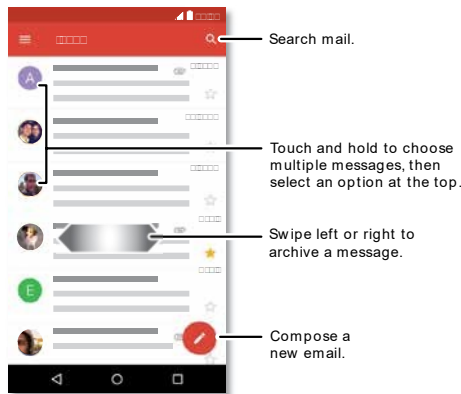 Search mail.
A
Touch and hold to choose
multiple messages, then
select an option at the top.
Swipe left or right to
archive a message.
E
Compose a
new email.